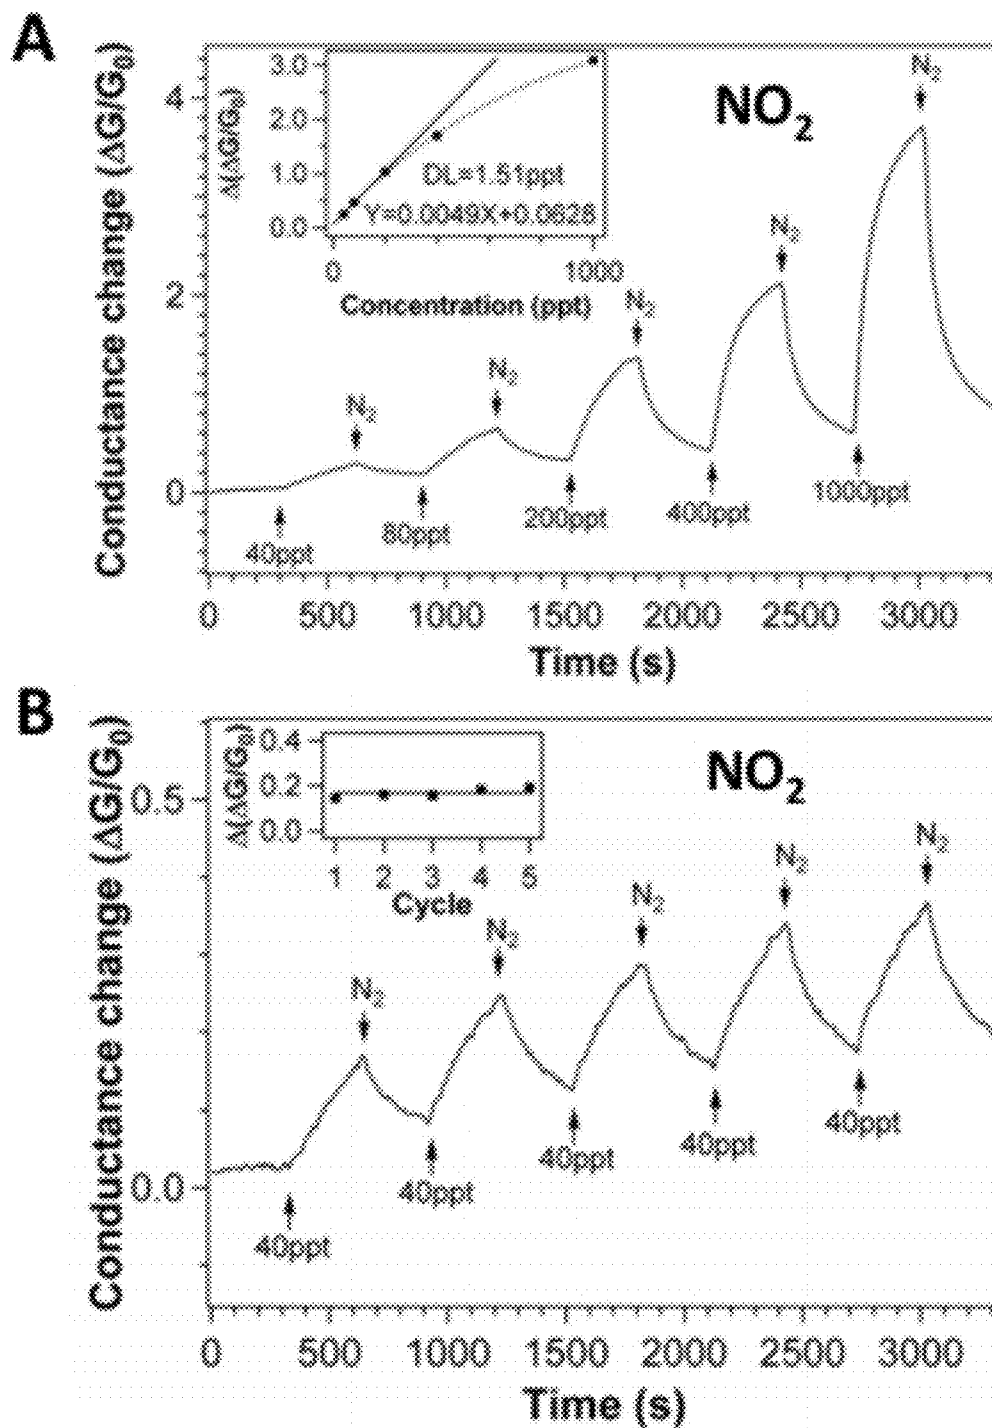 A
Conductance change (ΔG/G₀)
4
2
0
Δ(ΔG/G₀)
3.0
2.0
1.0
0.0
DL=1.51ppt
Y=0.0049X+0.0628
0
1000
Concentration (ppt)
NO₂
N₂
N₂
N₂
N₂
N₂
40ppt
80ppt
200ppt
400ppt
1000ppt
0
500
1000
1500
2000
2500
3000
Time (s)
B
Conductance change (ΔG/G₀)
0.5
0.0
Δ(ΔG/G₀)
0.4
0.2
0.0
1
2
3
4
5
Cycle
NO₂
N₂
N₂
N₂
N₂
N₂
40ppt
40ppt
40ppt
40ppt
40ppt
0
500
1000
1500
2000
2500
3000
Time (s)